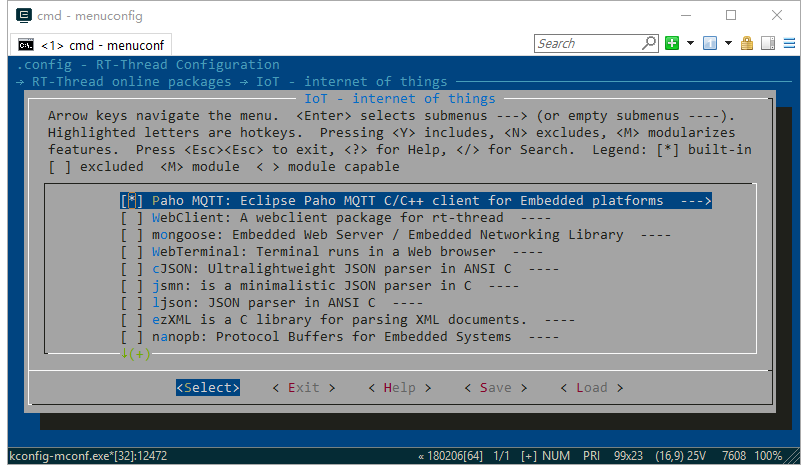 cmd - menuconfig
<1> cmd - menuconf
Search
.config - RT-Thread Configuration
→ RT-Thread online packages → IoT - internet of things
IoT - internet of things
Arrow keys navigate the menu.  <Enter> selects submenus ---> (or empty submenus ----).
Highlighted letters are hotkeys.  Pressing <Y> includes, <N> excludes, <M> modularizes
features.  Press <Esc><Esc> to exit, <?> for Help, </> for Search.  Legend: [*] built-in
[ ] excluded  <M> module  < > module capable
[*] Paho MQTT: Eclipse Paho MQTT C/C++ client for Embedded platforms  --->
[ ] WebClient: A webclient package for rt-thread  ----
[ ] mongoose: Embedded Web Server / Embedded Networking Library  ----
[ ] WebTerminal: Terminal runs in a Web browser  ----
[ ] cJSON: Ultralightweight JSON parser in ANSI C  ----
[ ] jsmn: is a minimalistic JSON parser in C  ----
[ ] ljson: JSON parser in ANSI C  ----
[ ] ezXML is a C library for parsing XML documents.  ----
[ ] nanopb: Protocol Buffers for Embedded Systems  ----
↓(+)
<Select>    < Exit >    < Help >    < Save >    < Load >
kconfig-mconf.exe*[32]:12472    « 180206[64]  1/1  [+] NUM  PRI  99x23  (16,9) 25V  7608  100%